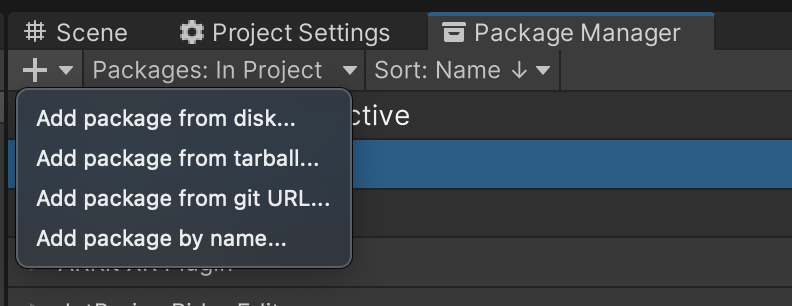 Scene Project Settings Package Manager
Packages: In Project Sort: Name ↓
Add package from disk...
Add package from tarball...
Add package from git URL...
Add package by name...
ctive